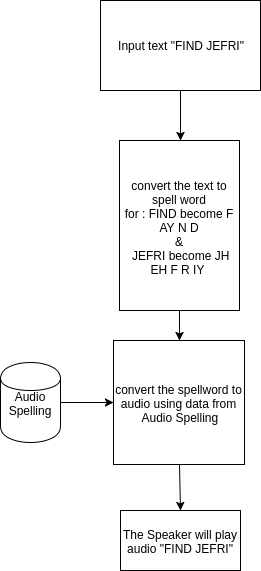 Input text "FIND JEFRI"
convert the text to
spell word
for : FIND become F
AY N D
&
JEFRI become JH
EH F R IY
Audio
Spelling
convert the spellword to
audio using data from
Audio Spelling
The Speaker will play
audio "FIND JEFRI"